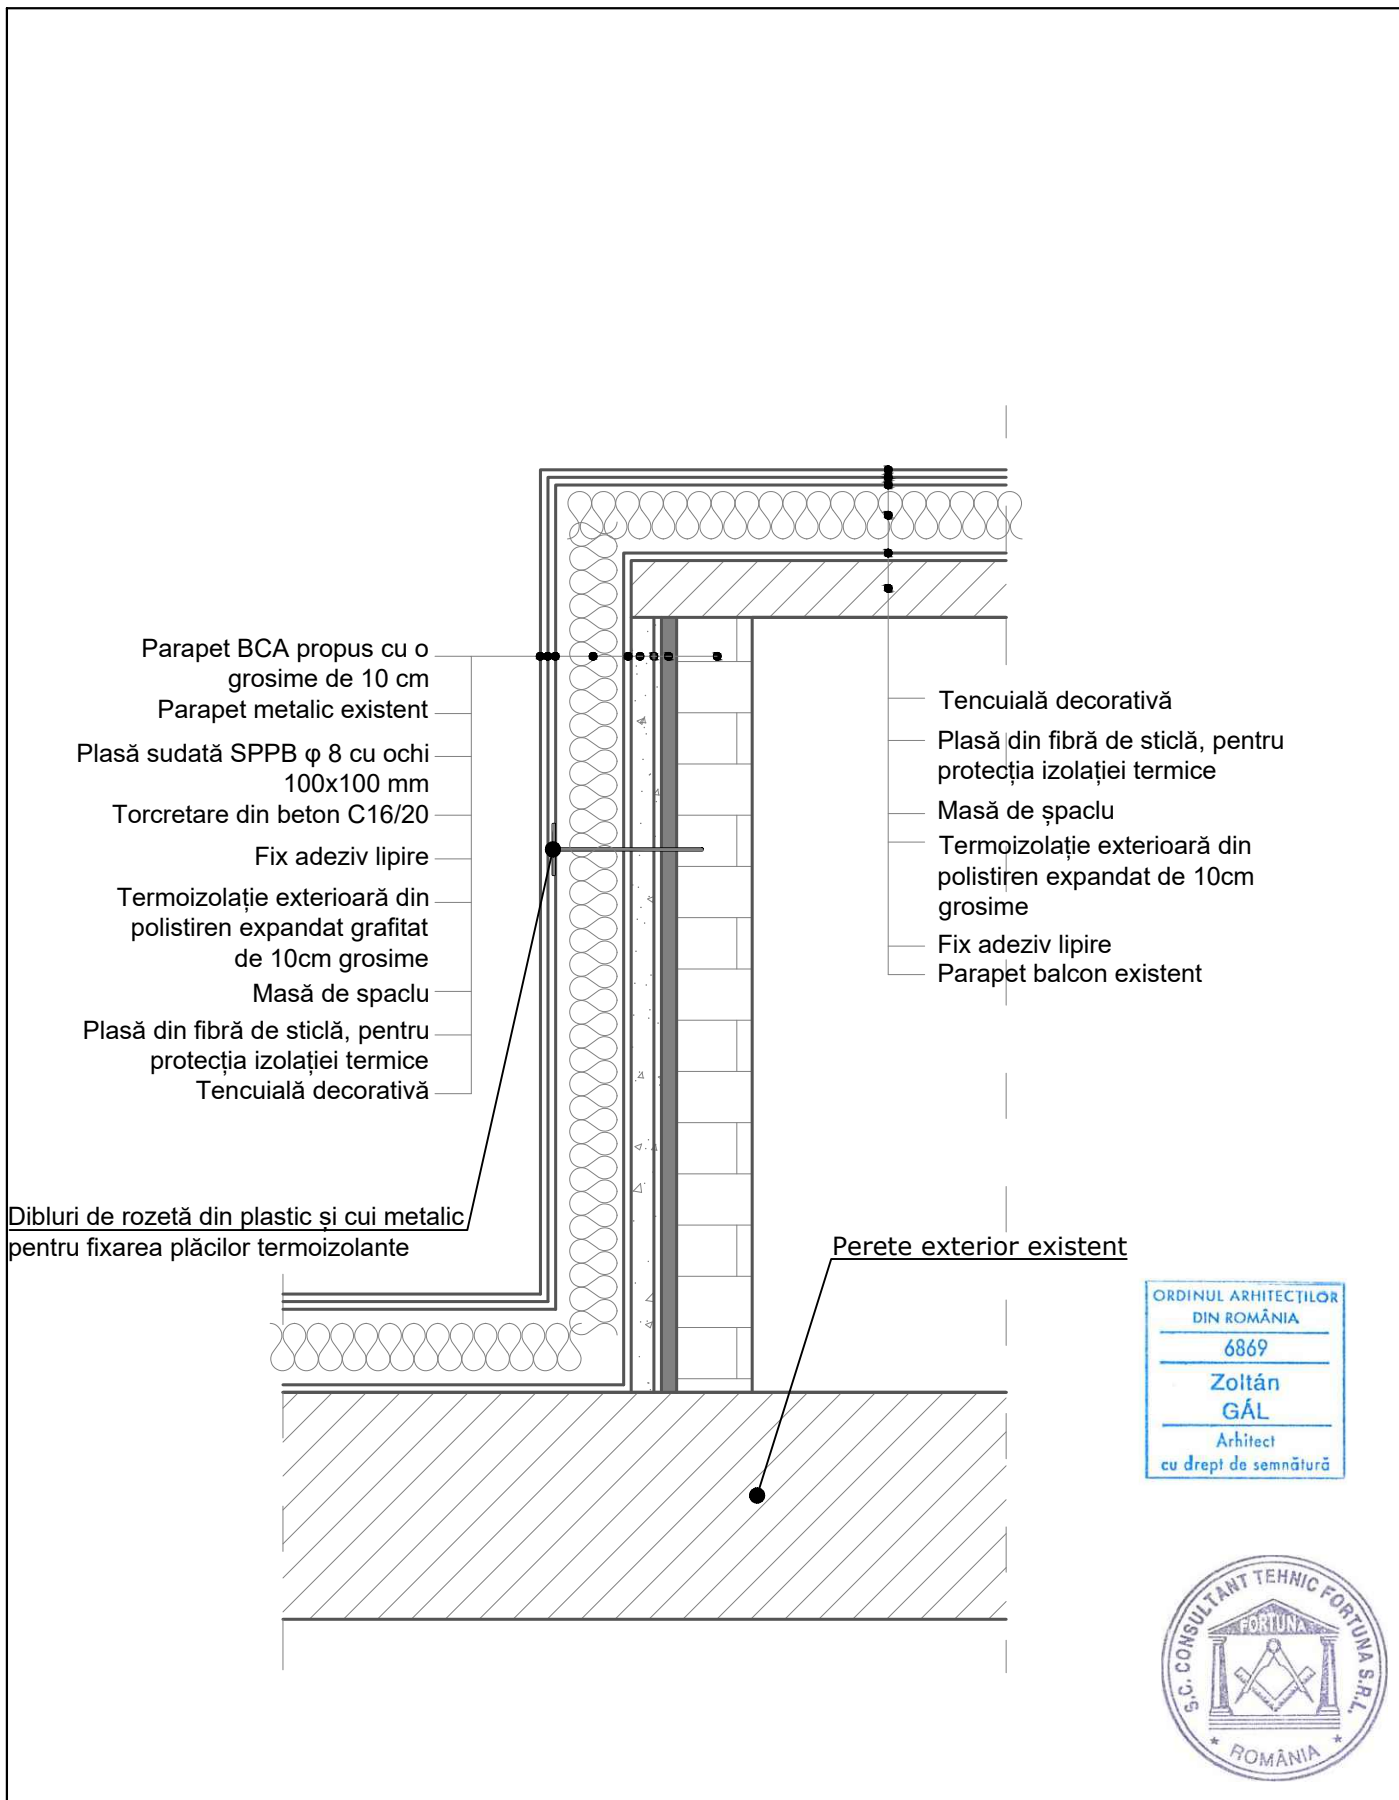 Parapet BCA propus cu o
grosime de 10 cm
Parapet metalic existent
Plasă sudată SPPB φ 8 cu ochi
100x100 mm
Torcretare din beton C16/20
Fix adeziv lipire
Termoizolație exterioară din
polistiren expandat grafitat
de 10cm grosime
Masă de spaclu
Plasă din fibră de sticlă, pentru
protecția izolației termice
Tencuială decorativă
Dibluri de rozetă din plastic și cui metalic
pentru fixarea plăcilor termoizolante
Tencuială decorativă
Plasă din fibră de sticlă, pentru
protecția izolației termice
Masă de șpaclu
Termoizolație exterioară din
polistiren expandat de 10cm
grosime
Fix adeziv lipire
Parapet balcon existent
Perete exterior existent
ORDINUL ARHITECȚILOR
DIN ROMÂNIA
6869
Zoltán
GÁL
Arhitect
cu drept de semnătură
S.C. CONSULTANT TEHNIC FORTUNA S.R.L.
FORTUNA
* ROMÂNIA *